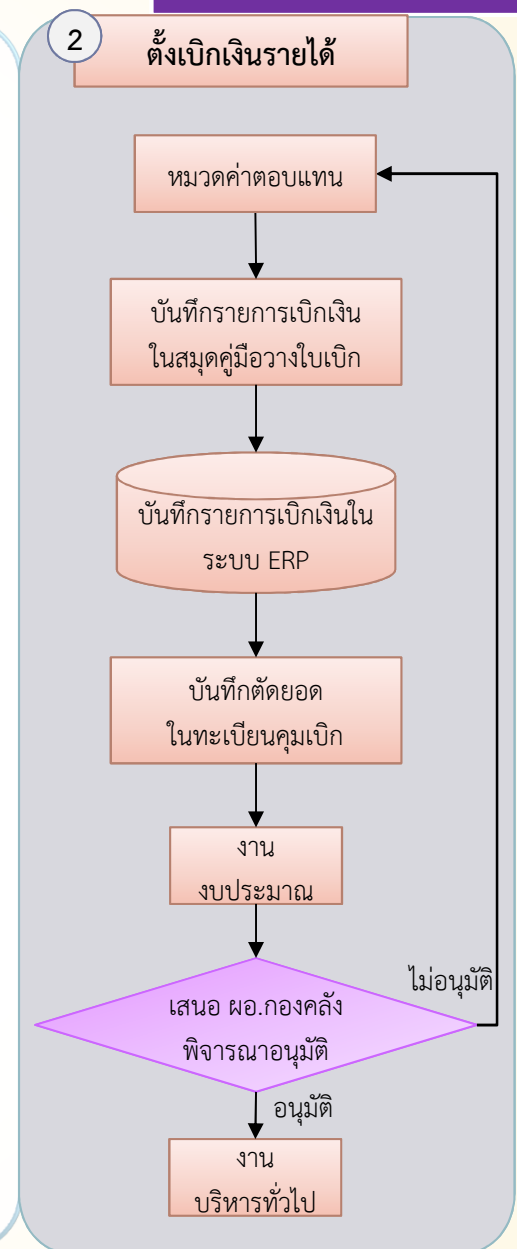 2
ตั้งเบิกเงินรายได้
หมวดค่าตอบแทน
บันทึกรายการเบิกเงิน
ในสมุดคู่มือวางใบเบิก
บันทึกรายการเบิกเงินใน
ระบบ ERP
บันทึกตัดยอด
ในทะเบียนคุมเบิก
งาน
งบประมาณ
ไม่อนุมัติ
เสนอ ผอ.กองคลัง
พิจารณาอนุมัติ
อนุมัติ
งาน
บริหารทั่วไป